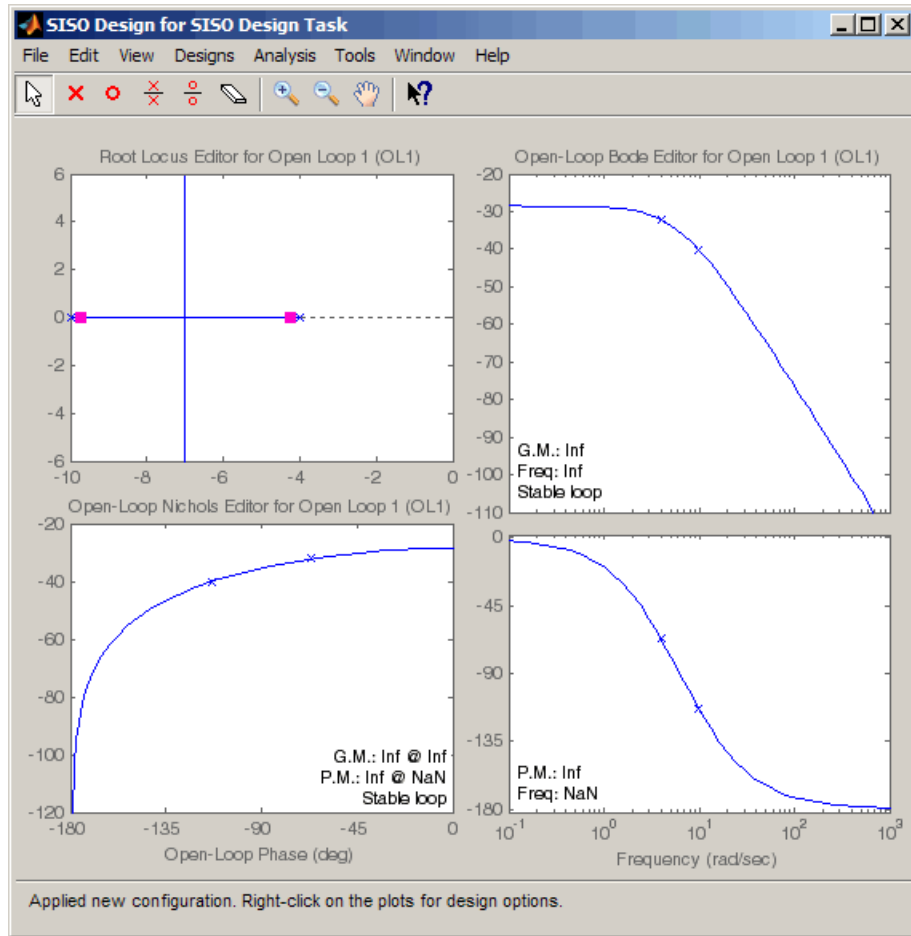 SISO Design for SISO Design Task
File Edit View Designs Analysis Tools Window Help
Root Locus Editor for Open Loop 1 (OL1)
6
4
2
0
-2
-4
-6
-10 -8 -6 -4 -2 0
Open-Loop Bode Editor for Open Loop 1 (OL1)
-20
-30
-40
-50
-60
-70
-80
-90
-100
-110
G.M.: Inf
Freq: Inf
Stable loop
Open-Loop Nichols Editor for Open Loop 1 (OL1)
-20
-40
-60
-80
-100
-120
G.M.: Inf @ Inf
P.M.: Inf @ NaN
Stable loop
-180 -135 -90 -45 0
Open-Loop Phase (deg)
0
-45
-90
-135
-180
P.M.: Inf
Freq: NaN
10^-1 10^0 10^1 10^2 10^3
Frequency (rad/sec)
Applied new configuration. Right-click on the plots for design options.